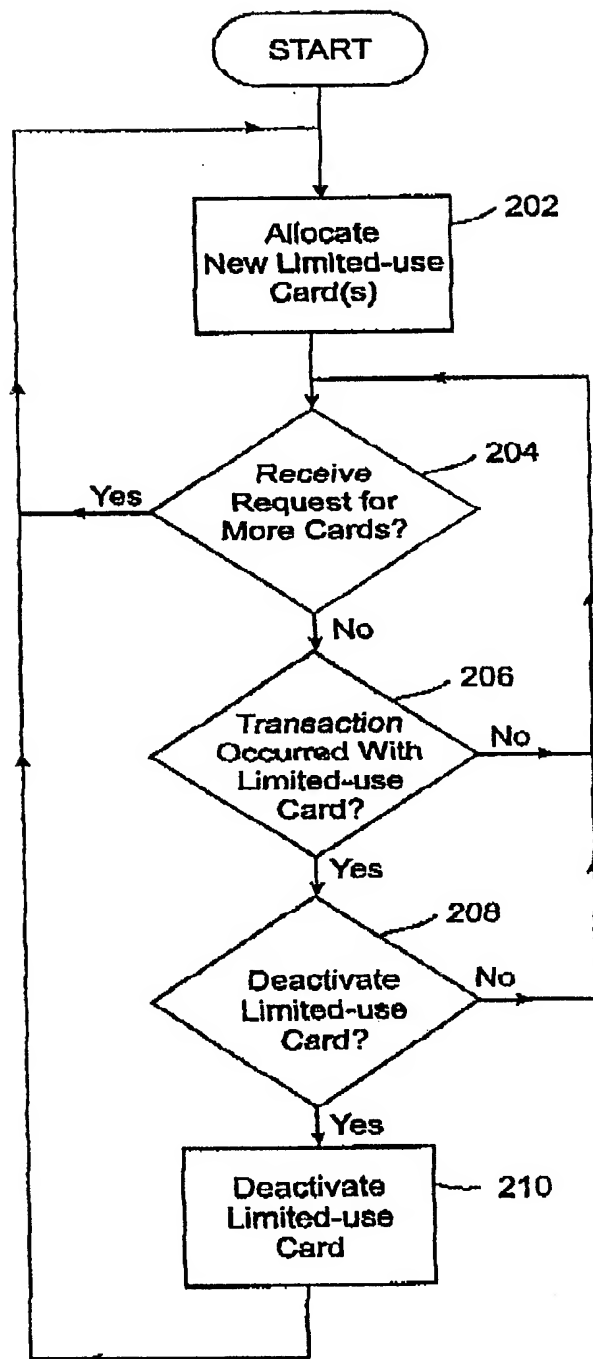 START
202
Allocate
New Limited-use
Card(s)
204
Receive
Request for
More Cards?
Yes
No
206
Transaction
Occurred With
Limited-use
Card?
No
Yes
208
Deactivate
Limited-use
Card?
No
Yes
210
Deactivate
Limited-use
Card